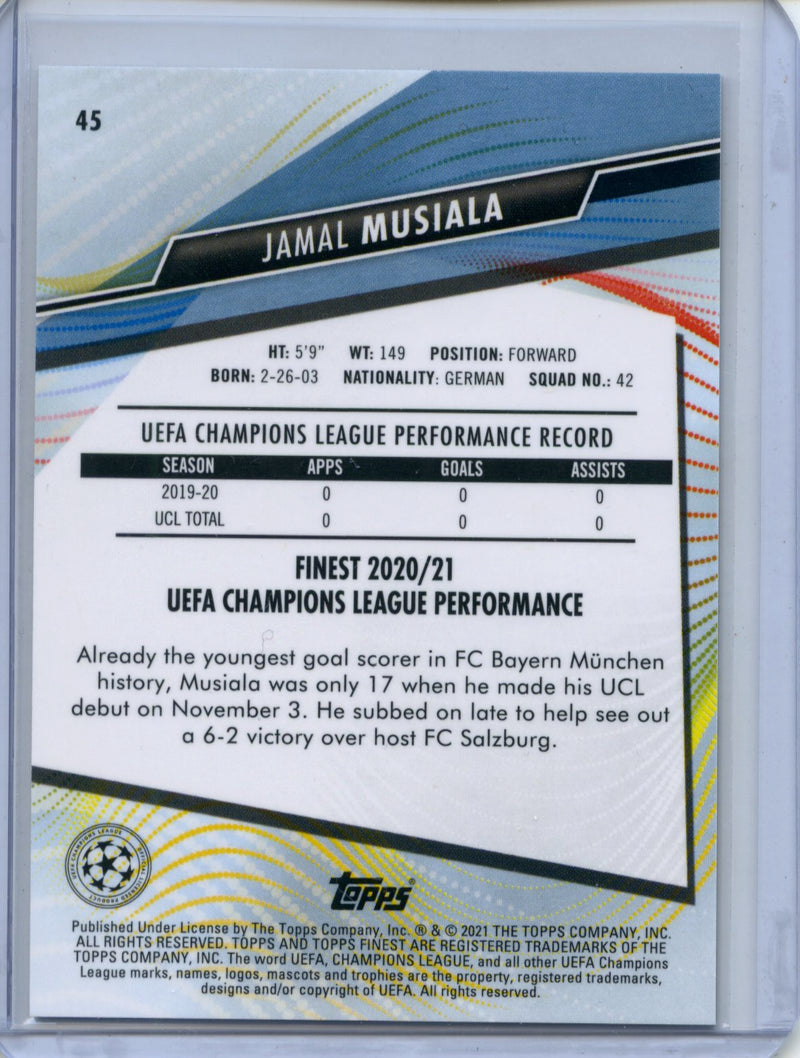 45
JAMAL MUSIALA
HT: 5'9" WT: 149 POSITION: FORWARD
BORN: 2-26-03 NATIONALITY: GERMAN SQUAD NO.: 42
UEFA CHAMPIONS LEAGUE PERFORMANCE RECORD
SEASON APPS GOALS ASSISTS
2019-20 0 0 0
UCL TOTAL 0 0 0
FINEST 2020/21
UEFA CHAMPIONS LEAGUE PERFORMANCE
Already the youngest goal scorer in FC Bayern München
history, Musiala was only 17 when he made his UCL
debut on November 3. He subbed on late to help see out
a 6-2 victory over host FC Salzburg.
UEFA CHAMPIONS LEAGUE
OFFICIAL LICENSED PRODUCT
TOPPS®
Published Under License by The Topps Company, Inc. ® & © 2021 THE TOPPS COMPANY, INC.
ALL RIGHTS RESERVED. TOPPS AND TOPPS FINEST ARE REGISTERED TRADEMARKS OF THE
TOPPS COMPANY, INC. The word UEFA, CHAMPIONS LEAGUE, and all other UEFA Champions
League marks, names, logos, mascots and trophies are the property, registered trademarks,
designs and/or copyright of UEFA. All rights reserved.